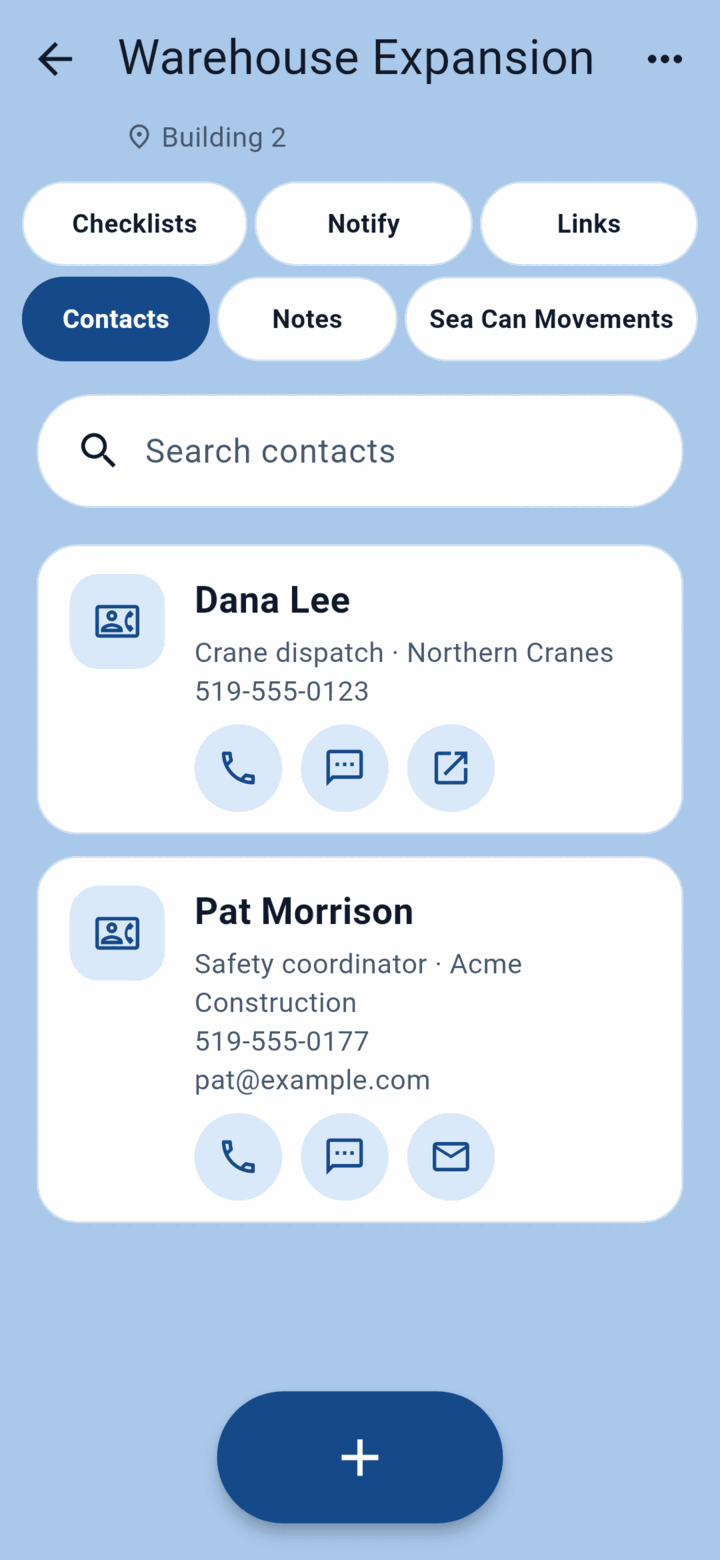 Warehouse Expansion
Building 2
Checklists
Notify
Links
Contacts
Notes
Sea Can Movements
Search contacts
Dana Lee
Crane dispatch · Northern Cranes
519-555-0123
Pat Morrison
Safety coordinator · Acme
Construction
519-555-0177
pat@example.com